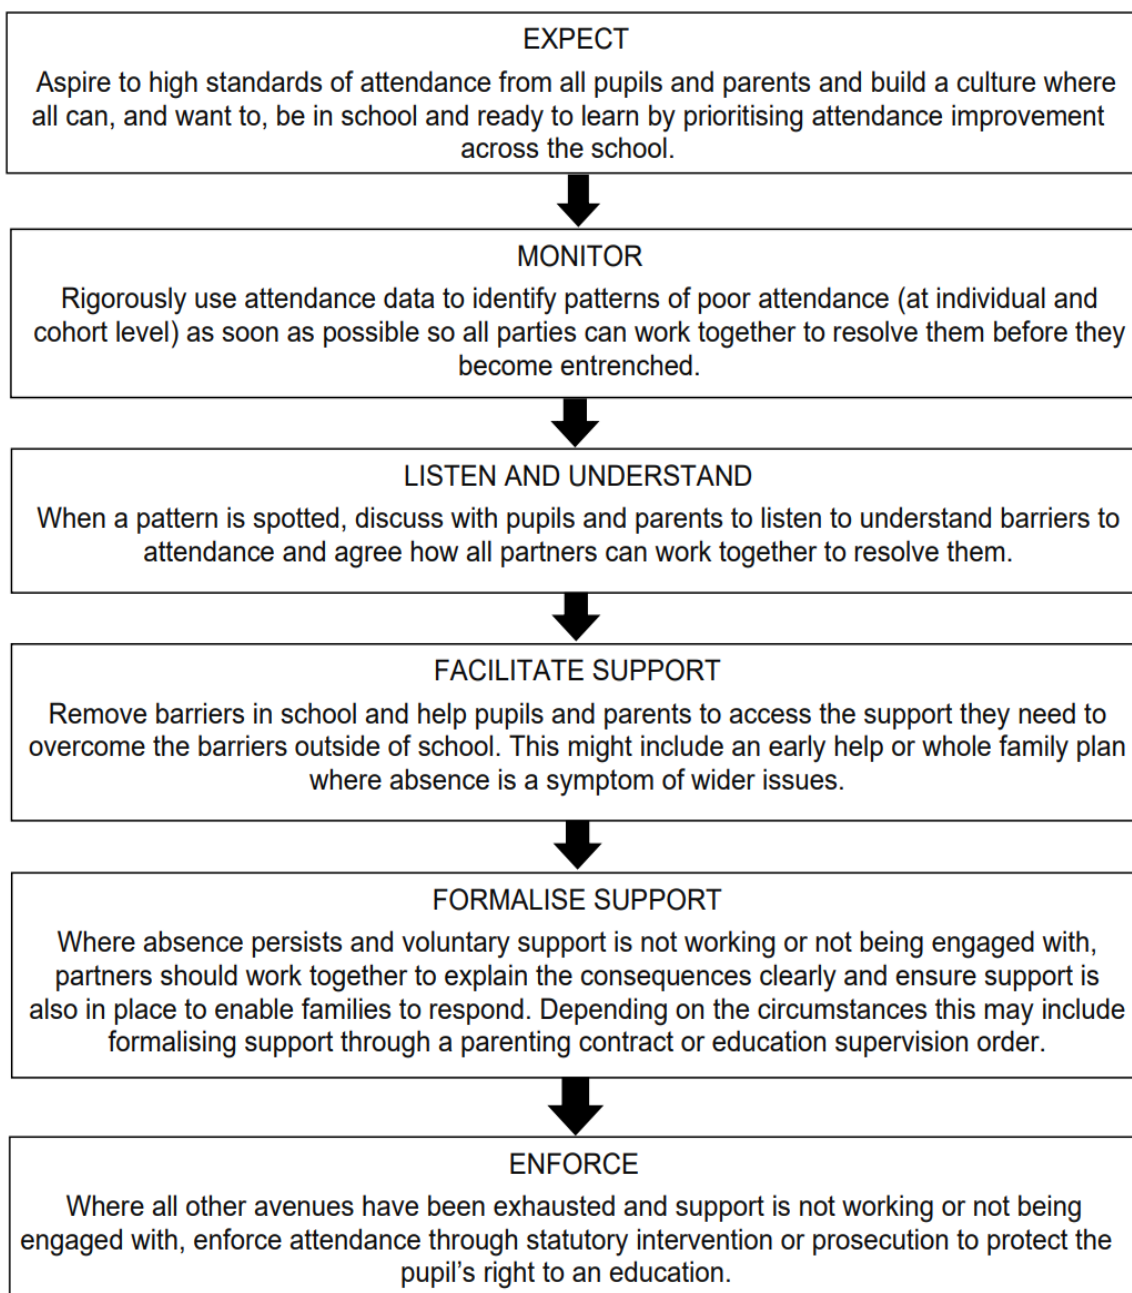 EXPECT
Aspire to high standards of attendance from all pupils and parents and build a culture where
all can, and want to, be in school and ready to learn by prioritising attendance improvement
across the school.
MONITOR
Rigorously use attendance data to identify patterns of poor attendance (at individual and
cohort level) as soon as possible so all parties can work together to resolve them before they
become entrenched.
LISTEN AND UNDERSTAND
When a pattern is spotted, discuss with pupils and parents to listen to understand barriers to
attendance and agree how all partners can work together to resolve them.
FACILITATE SUPPORT
Remove barriers in school and help pupils and parents to access the support they need to
overcome the barriers outside of school. This might include an early help or whole family plan
where absence is a symptom of wider issues.
FORMALISE SUPPORT
Where absence persists and voluntary support is not working or not being engaged with,
partners should work together to explain the consequences clearly and ensure support is
also in place to enable families to respond. Depending on the circumstances this may include
formalising support through a parenting contract or education supervision order.
ENFORCE
Where all other avenues have been exhausted and support is not working or not being
engaged with, enforce attendance through statutory intervention or prosecution to protect the
pupil’s right to an education.